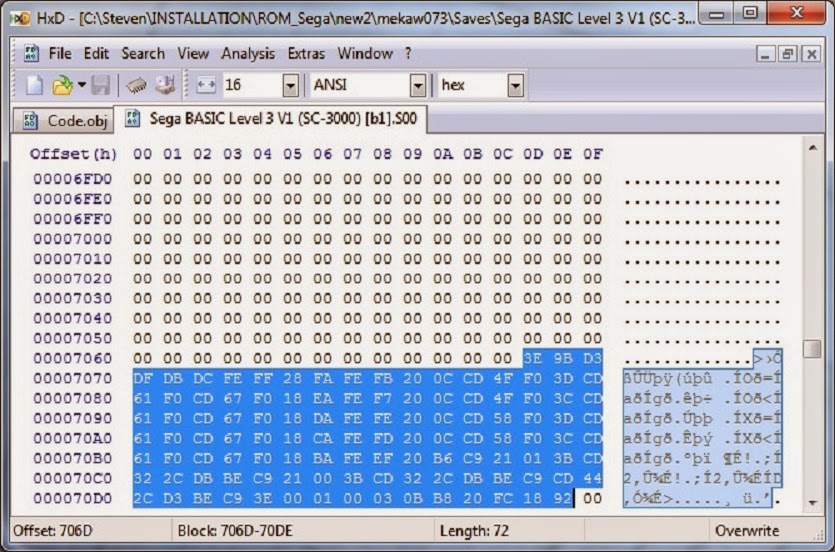 HxD - [C:\Steven\INSTALLATION\ROM_Sega\new2\mekaw073\Saves\Sega BASIC Level 3 V1 (SC-3...
File Edit Search View Analysis Extras Window ?
16 ANSI hex
Code.obj Sega BASIC Level 3 V1 (SC-3000) [b1].S00
Offset(h) 00 01 02 03 04 05 06 07 08 09 0A 0B 0C 0D 0E 0F
00006FD0 00 00 00 00 00 00 00 00 00 00 00 00 00 00 00 00 ................
00006FE0 00 00 00 00 00 00 00 00 00 00 00 00 00 00 00 00 ................
00006FF0 00 00 00 00 00 00 00 00 00 00 00 00 00 00 00 00 ................
00007000 00 00 00 00 00 00 00 00 00 00 00 00 00 00 00 00 ................
00007010 00 00 00 00 00 00 00 00 00 00 00 00 00 00 00 00 ................
00007020 00 00 00 00 00 00 00 00 00 00 00 00 00 00 00 00 ................
00007030 00 00 00 00 00 00 00 00 00 00 00 00 00 00 00 00 ................
00007040 00 00 00 00 00 00 00 00 00 00 00 00 00 00 00 00 ................
00007050 00 00 00 00 00 00 00 00 00 00 00 00 00 00 00 00 ................
00007060 00 00 00 00 00 00 00 00 00 00 00 00 00 3E 9B D3 .............>›Ó
00007070 DF DB DC FE FF 28 FA FE FB 20 0C CD 4F F0 3D CD ßÛÜþÿ(úþû .ÍOð=Í
00007080 61 F0 CD 67 F0 18 EA FE F7 20 0C CD 4F F0 3C CD aðÍgð.êþ÷ .ÍOð<Í
00007090 61 F0 CD 67 F0 18 DA FE FE 20 0C CD 58 F0 3D CD aðÍgð.Úþþ .ÍXð=Í
000070A0 61 F0 CD 67 F0 18 CA FE FD 20 0C CD 58 F0 3C CD aðÍgð.Êþý .ÍXð<Í
000070B0 61 F0 CD 67 F0 18 BA FE EF 20 B6 C9 21 01 3B CD aðÍgð.ºþï ¶É!.;Í
000070C0 32 2C DB BE C9 21 00 3B CD 32 2C DB BE C9 CD 44 2,Û¾É!.;Í2,Û¾ÉÍD
000070D0 2C D3 BE C9 3E 00 01 00 03 0B B8 20 FC 18 92 00 ,Ó¾É>.....¸ ü.’.
Offset: 706D Block: 706D-70DE Length: 72 Overwrite